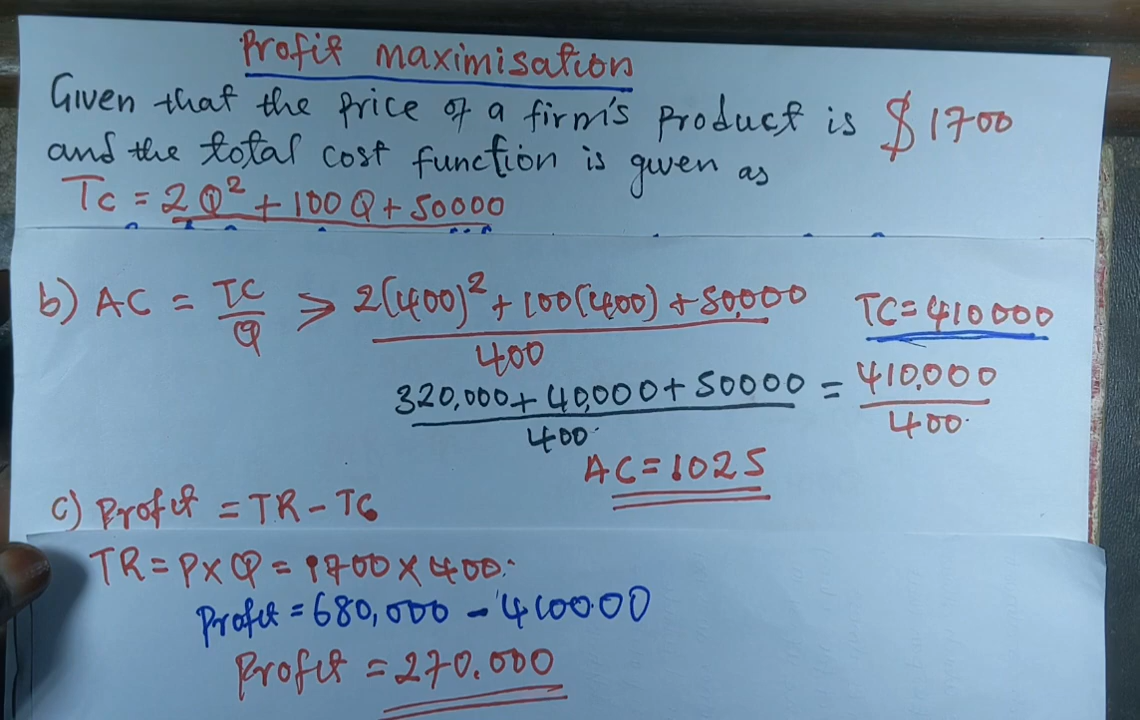 Profit maximisation
Given that the price of a firm's product is $1700
and the total cost function is given as
TC = 2Q² + 100Q + 50000
b) AC = TC/Q ⇒ 2(400)² + 100(400) + 50,000 / 400 TC = 410000
320,000 + 40,000 + 50000 / 400 = 410,000 / 400
AC = 1025
c) Profit = TR - TC
TR = P x Q = 1700 x 400
Profit = 680,000 - 410000
Profit = 270.000